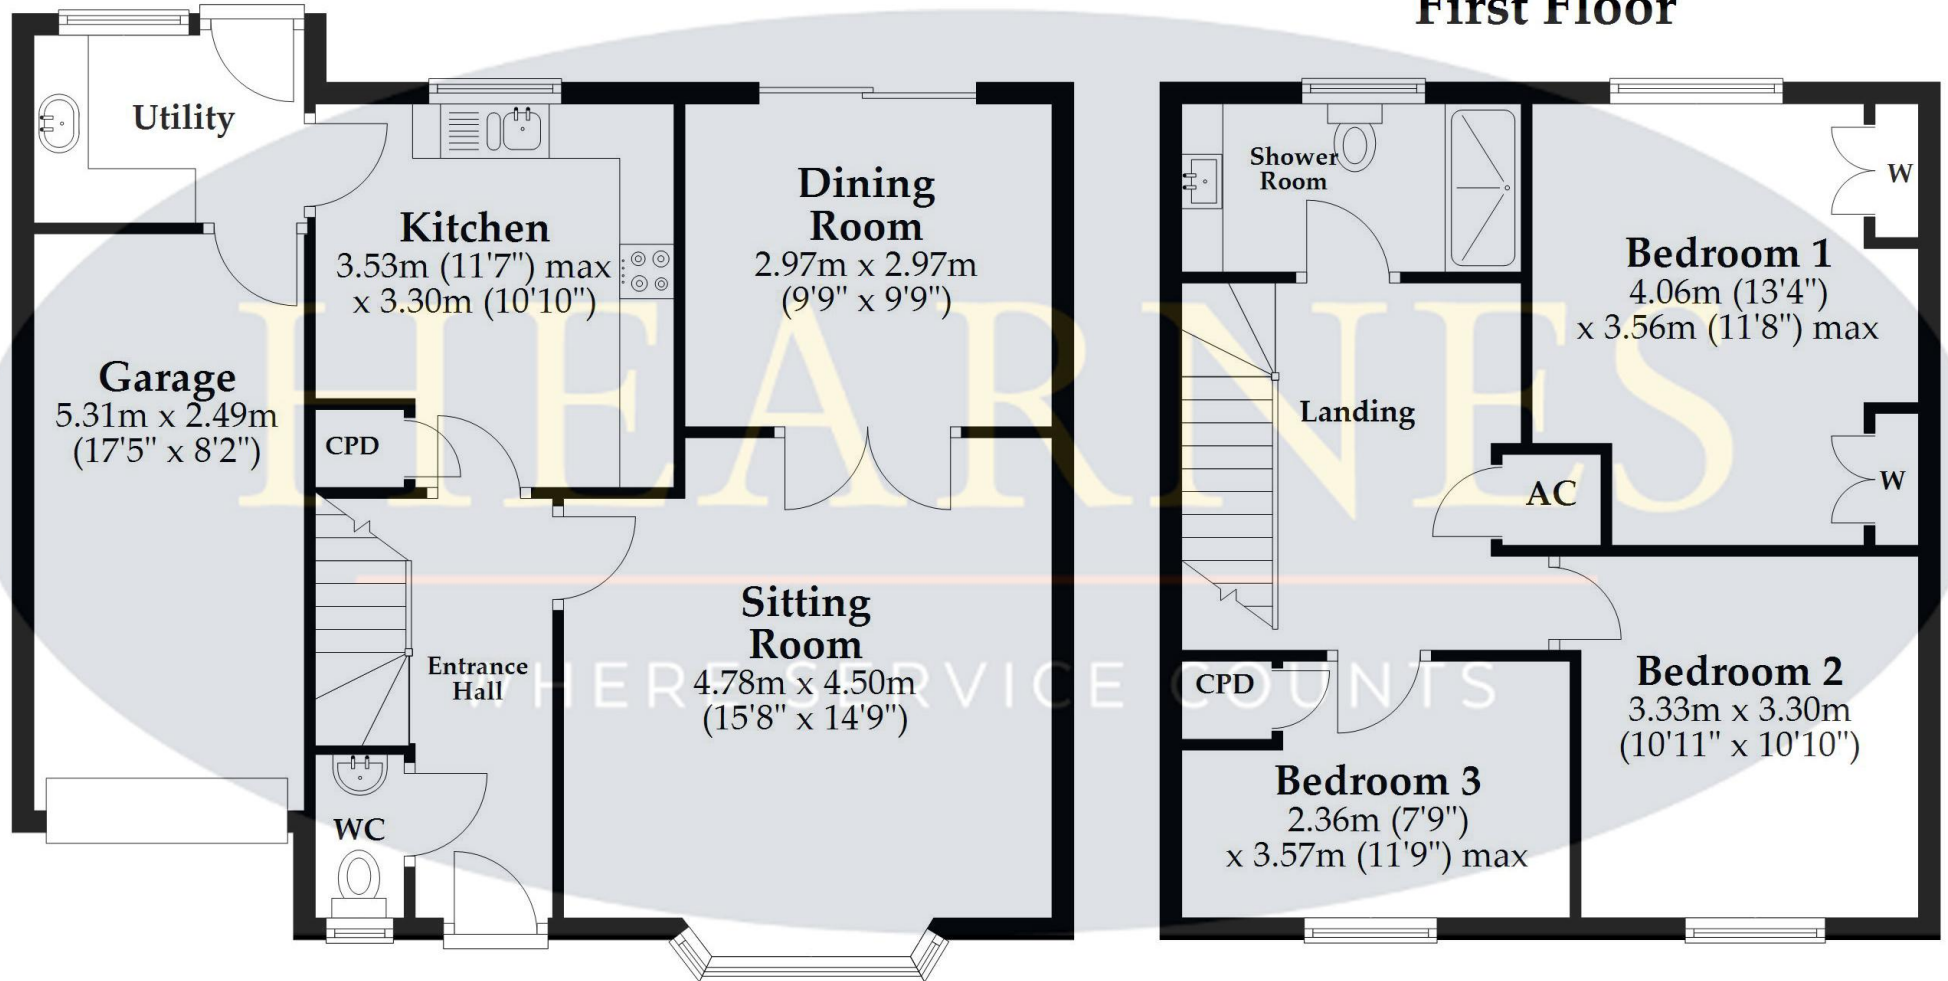 First Floor
Utility
Kitchen
3.53m (11'7") max
x 3.30m (10'10")
Dining
Room
2.97m x 2.97m
(9'9" x 9'9")
Garage
5.31m x 2.49m
(17'5" x 8'2")
CPD
Sitting
Room
4.78m x 4.50m
(15'8" x 14'9")
Entrance
Hall
WC
Shower
Room
Bedroom 1
4.06m (13'4")
x 3.56m (11'8") max
W
Landing
W
AC
Bedroom 2
3.33m x 3.30m
(10'11" x 10'10")
CPD
Bedroom 3
2.36m (7'9")
x 3.57m (11'9") max
HEARNES
WHERE SERVICE COUNTS